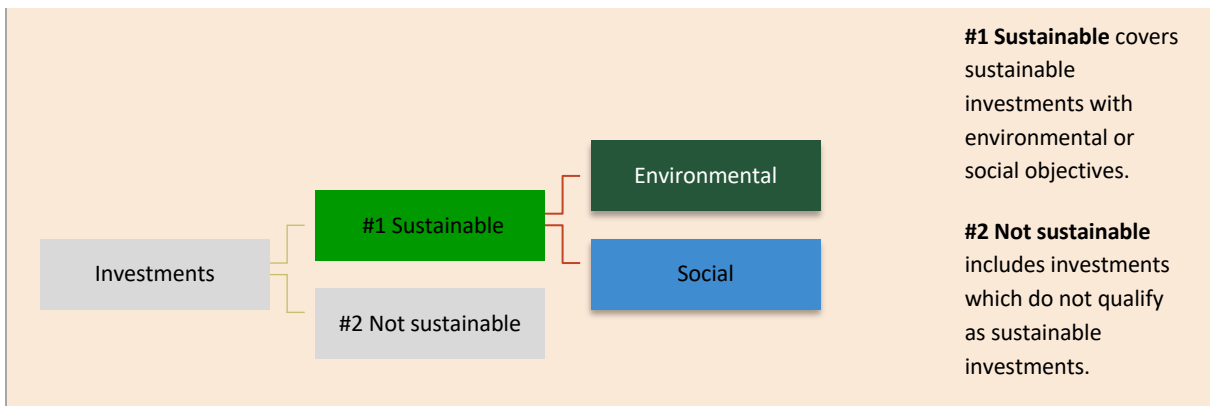 Investments
#1 Sustainable
#2 Not sustainable
Environmental
Social
#1 Sustainable covers
sustainable
investments with
environmental or
social objectives.
#2 Not sustainable
includes investments
which do not qualify
as sustainable
investments.